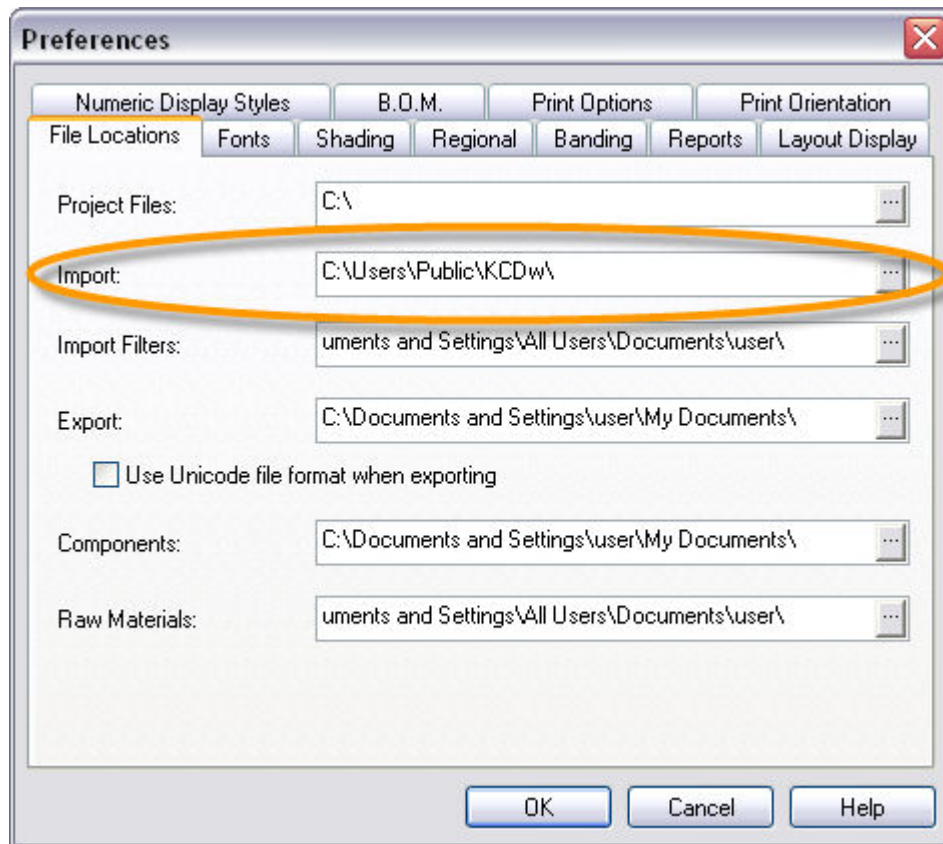 Preferences
Numeric Display Styles B.O.M. Print Options Print Orientation
File Locations Fonts Shading Regional Banding Reports Layout Display
Project Files: C:\ ...
Import: C:\Users\Public\KCDw\ ...
Import Filters: uments and Settings\All Users\Documents\user\ ...
Export: C:\Documents and Settings\user\My Documents\ ...
Use Unicode file format when exporting
Components: C:\Documents and Settings\user\My Documents\ ...
Raw Materials: uments and Settings\All Users\Documents\user\ ...
OK Cancel Help